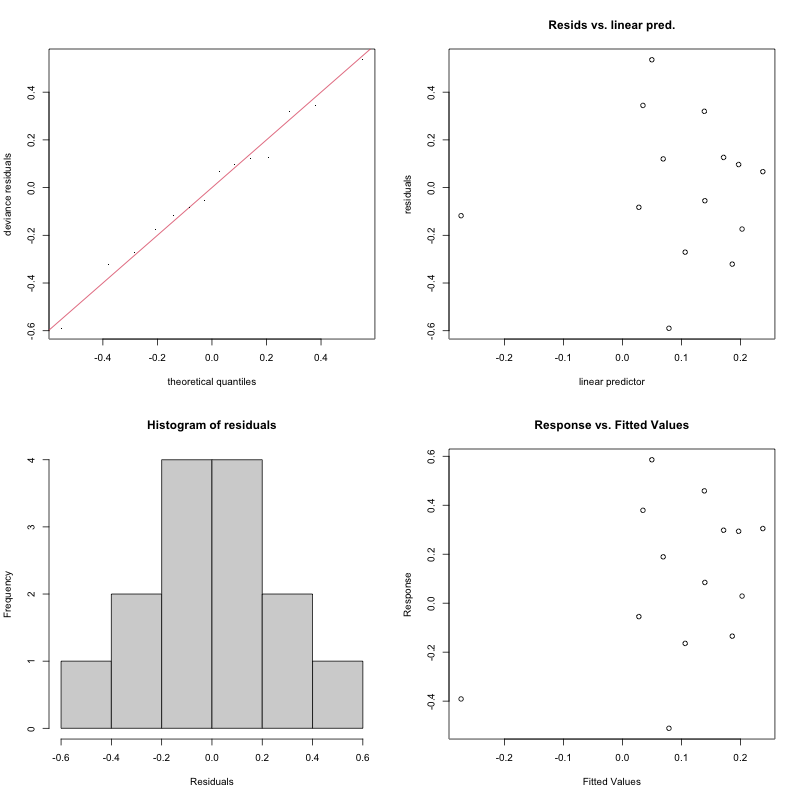 deviance residuals
0.4
0.2
0.0
-0.2
-0.4
-0.6
-0.4 -0.2 0.0 0.2 0.4
theoretical quantiles
Resids vs. linear pred.
residuals
0.4
0.2
0.0
-0.2
-0.4
-0.6
-0.2 -0.1 0.0 0.1 0.2
linear predictor
Histogram of residuals
Frequency
4
3
2
1
0
-0.6 -0.4 -0.2 0.0 0.2 0.4 0.6
Residuals
Response vs. Fitted Values
Response
0.6
0.4
0.2
0.0
-0.2
-0.4
-0.2 -0.1 0.0 0.1 0.2
Fitted Values